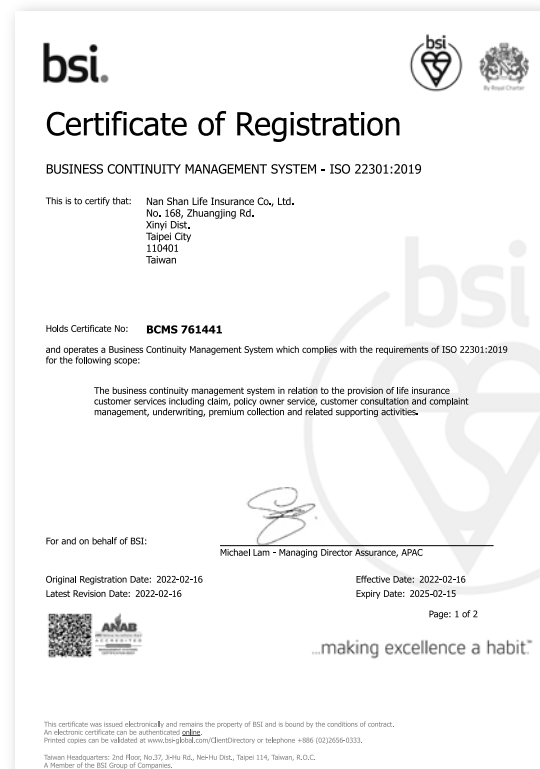 bsi.
bsi
By Royal Charter
Certificate of Registration
BUSINESS CONTINUITY MANAGEMENT SYSTEM - ISO 22301:2019
This is to certify that: Nan Shan Life Insurance Co., Ltd.
No. 168, Zhuangjing Rd.
Xinyi Dist.
Taipei City
110401
Taiwan
bsi
Holds Certificate No: BCMS 761441
and operates a Business Continuity Management System which complies with the requirements of ISO 22301:2019
for the following scope:
The business continuity management system in relation to the provision of life insurance
customer services including claim, policy owner service, customer consultation and complaint
management, underwriting, premium collection and related supporting activities.
For and on behalf of BSI:
Michael Lam - Managing Director Assurance, APAC
Original Registration Date: 2022-02-16 Effective Date: 2022-02-16
Latest Revision Date: 2022-02-16 Expiry Date: 2025-02-15
Page: 1 of 2
ANAB
ACCREDITED
...making excellence a habit.™
This certificate was issued electronically and remains the property of BSI and is bound by the conditions of contract.
An electronic certificate can be authenticated online.
Printed copies can be validated at www.bsi-global.com/ClientDirectory or telephone +886 (02)2656-0333.
Taiwan Headquarters: 2nd Floor, No.37, Ji-Hu Rd., Nei-Hu Dist., Taipei 114, Taiwan, R.O.C.
A Member of the BSI Group of Companies.